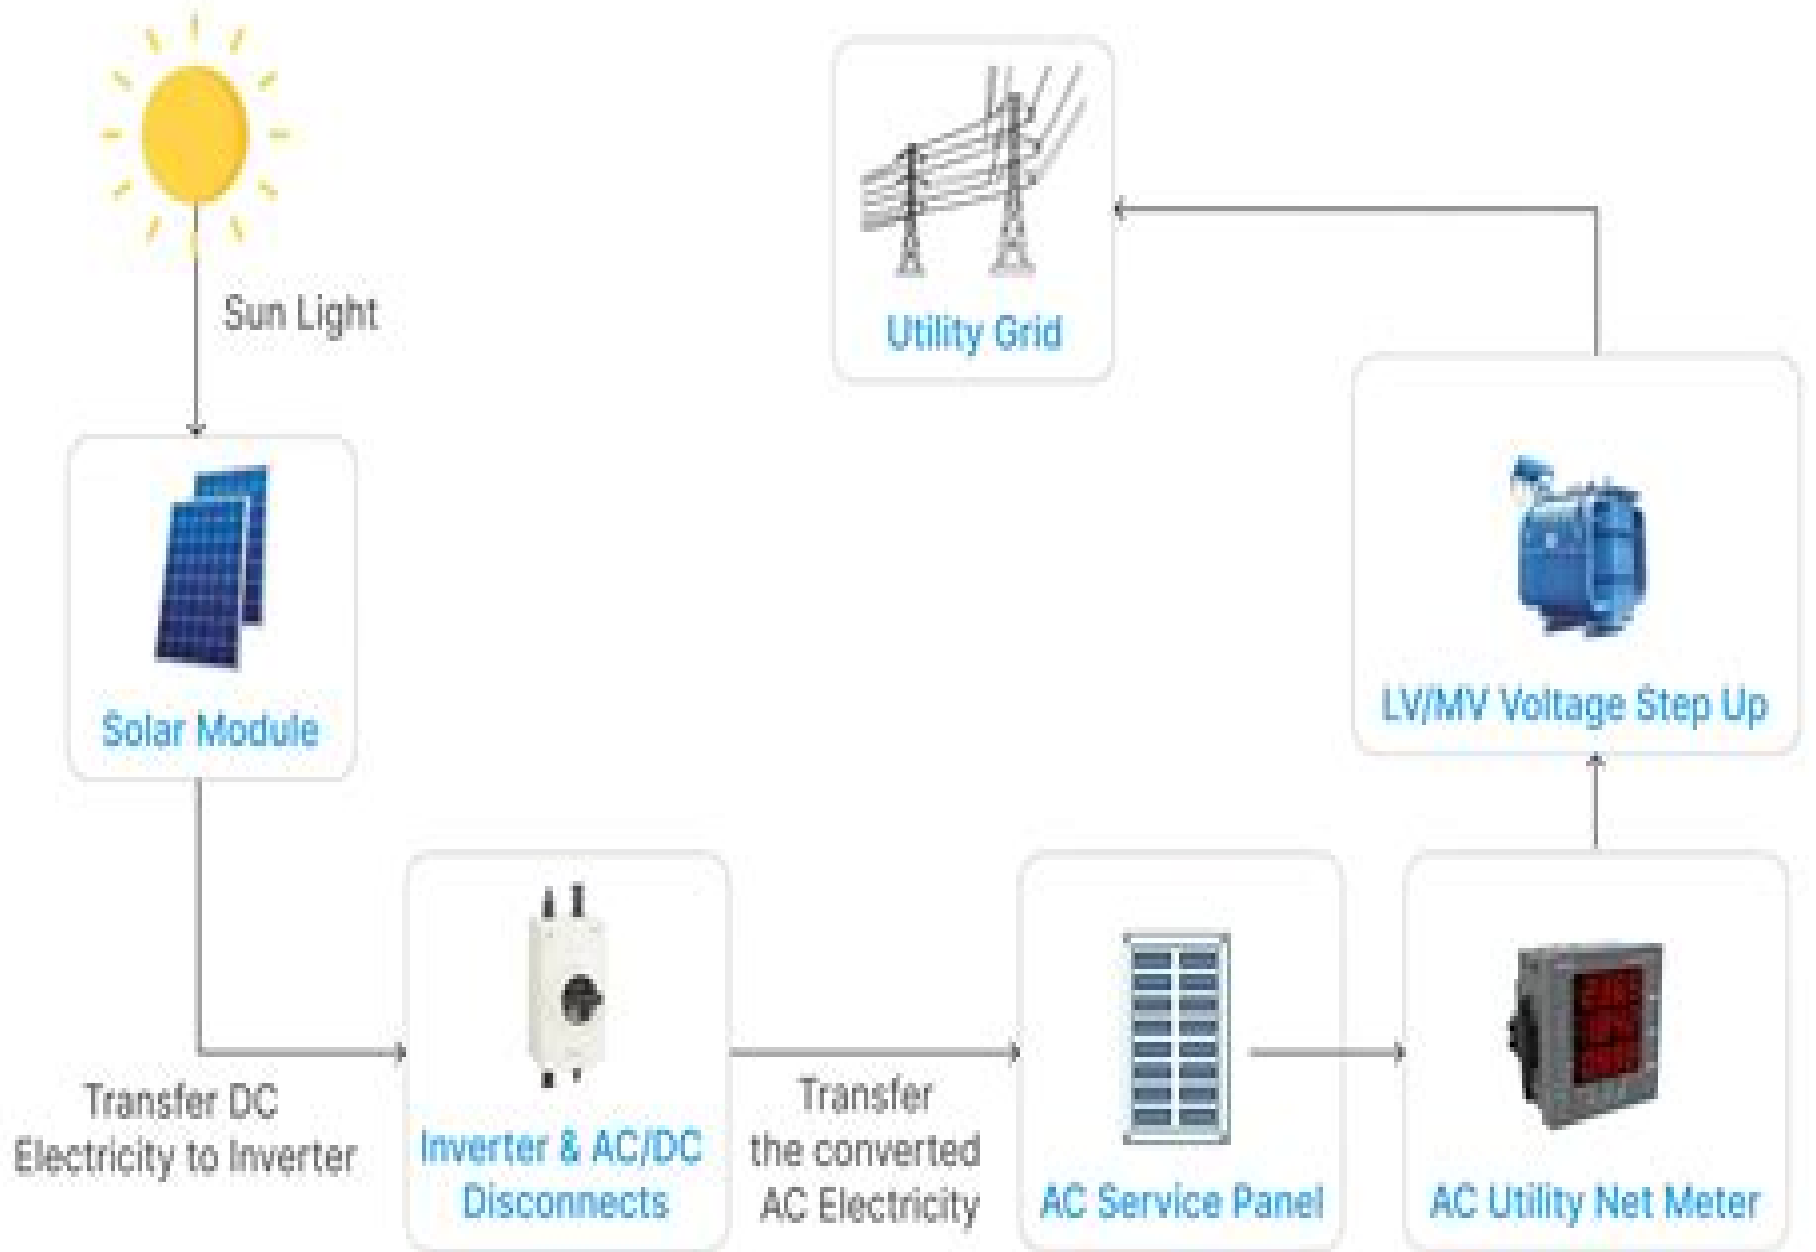 Sun Light
Utility Grid
Solar Module
LV/MV Voltage Step Up
Transfer DC
Electricity to Inverter
Inverter & AC/DC
Disconnects
Transfer
the converted
AC Electricity
AC Service Panel
AC Utility Net Meter